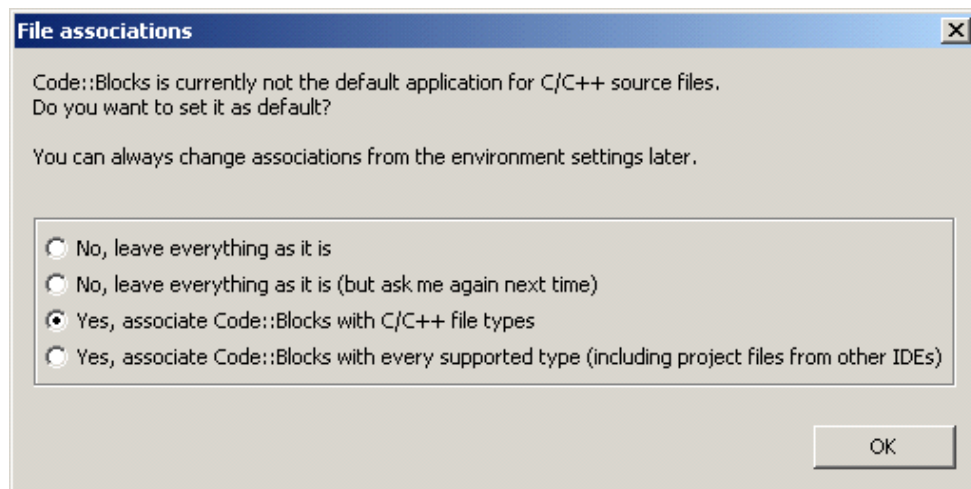 File associations
Code::Blocks is currently not the default application for C/C++ source files.
Do you want to set it as default?
You can always change associations from the environment settings later.
No, leave everything as it is
No, leave everything as it is (but ask me again next time)
Yes, associate Code::Blocks with C/C++ file types
Yes, associate Code::Blocks with every supported type (including project files from other IDEs)
OK